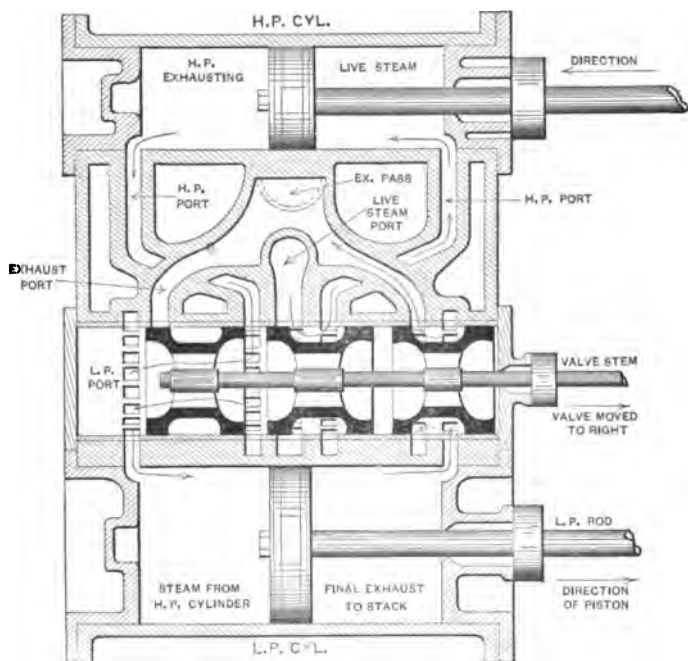 H.P. CYL.
H.P.
EXHAUSTING
LIVE STEAM
DIRECTION
H.P.
PORT
EX. PASS
LIVE
STEAM
PORT
H.P. PORT
EXHAUST
PORT
L.P.
PORT
VALVE STEM
VALVE MOVED
TO RIGHT
L.P. ROD
STEAM FROM
H.P. CYLINDER
FINAL EXHAUST
TO STACK
DIRECTION
OF PISTON
L.P. CYL.